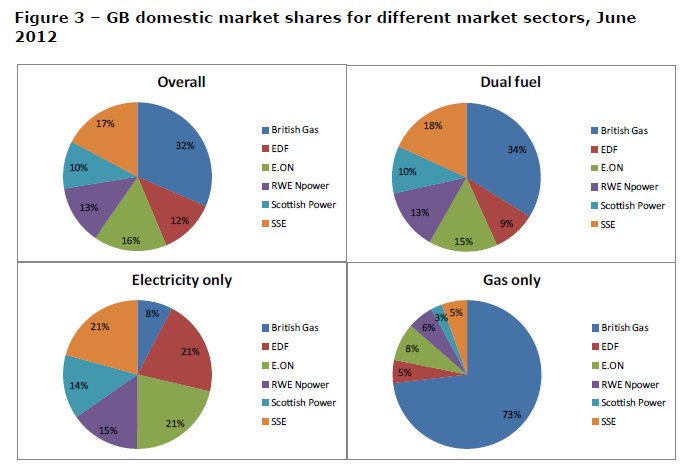 Figure 3 – GB domestic market shares for different market sectors, June
2012
Overall
17%
32%
10%
13%
12%
16%
British Gas
EDF
E.ON
RWE Npower
Scottish Power
SSE
Dual fuel
18%
34%
10%
13%
9%
15%
British Gas
EDF
E.ON
RWE Npower
Scottish Power
SSE
Electricity only
8%
21%
21%
14%
15%
21%
British Gas
EDF
E.ON
RWE Npower
Scottish Power
SSE
Gas only
5%
3%
6%
8%
5%
73%
British Gas
EDF
E.ON
RWE Npower
Scottish Power
SSE